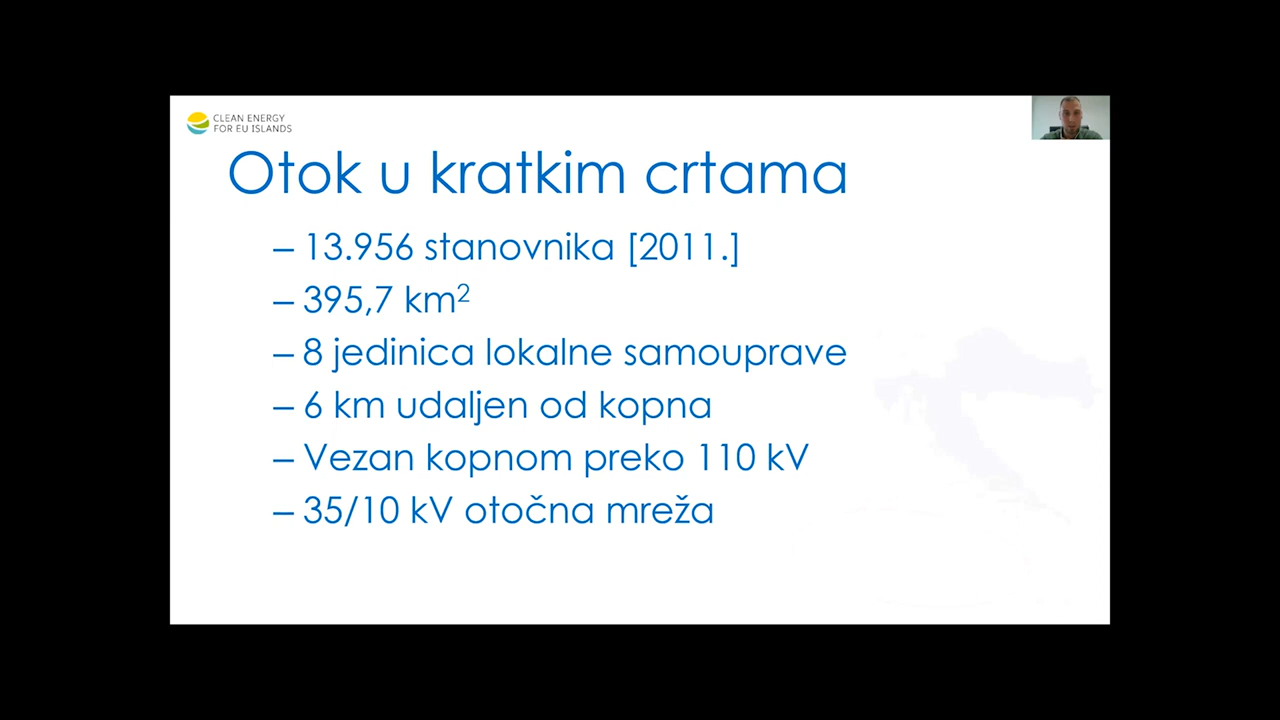 CLEAN ENERGY
FOR EU ISLANDS
Otok u kratkim crtama
– 13.956 stanovnika [2011.]
– 395,7 km²
– 8 jedinica lokalne samouprave
– 6 km udaljen od kopna
– Vezan kopnom preko 110 kV
– 35/10 kV otočna mreža